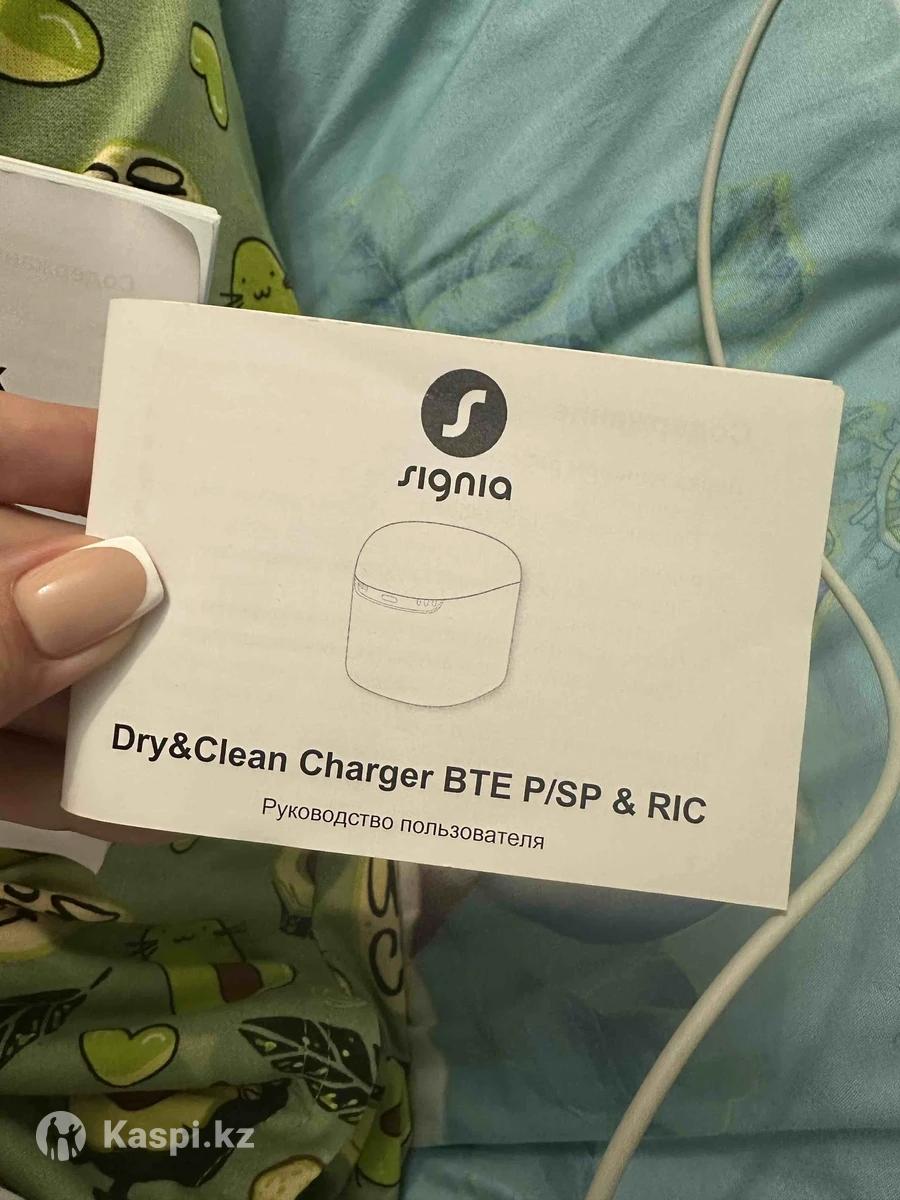 signia
Dry&Clean Charger BTE P/SP & RIC
Руководство пользователя
Kaspi.kz